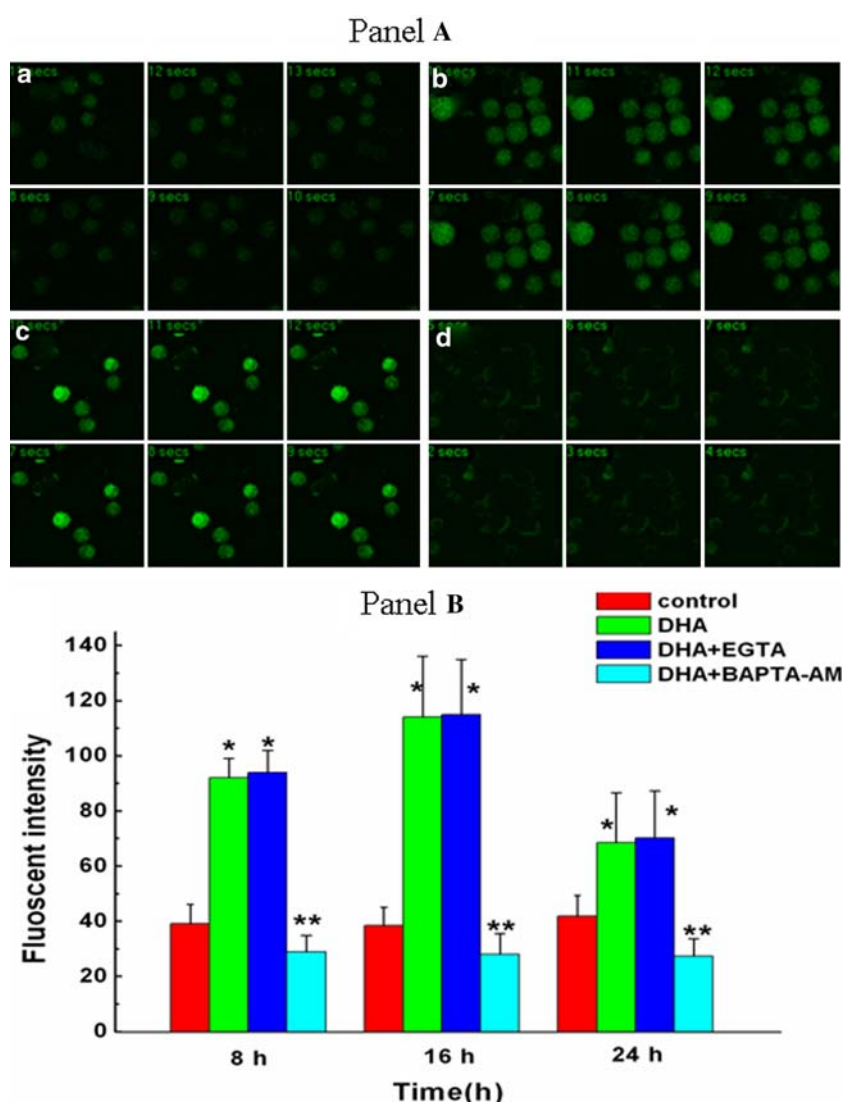 Panel A
a
12 secs
13 secs
b
11 secs
12 secs
8 secs
9 secs
10 secs
7 secs
8 secs
9 secs
c
11 secs
12 secs
d
6 secs
7 secs
7 secs
8 secs
9 secs
2 secs
3 secs
4 secs
Panel B
control
DHA
DHA+EGTA
DHA+BAPTA-AM
140
120
100
80
60
40
20
0
Fluoscent intensity
* *
**
* *
**
* *
**
8 h
16 h
24 h
Time(h)